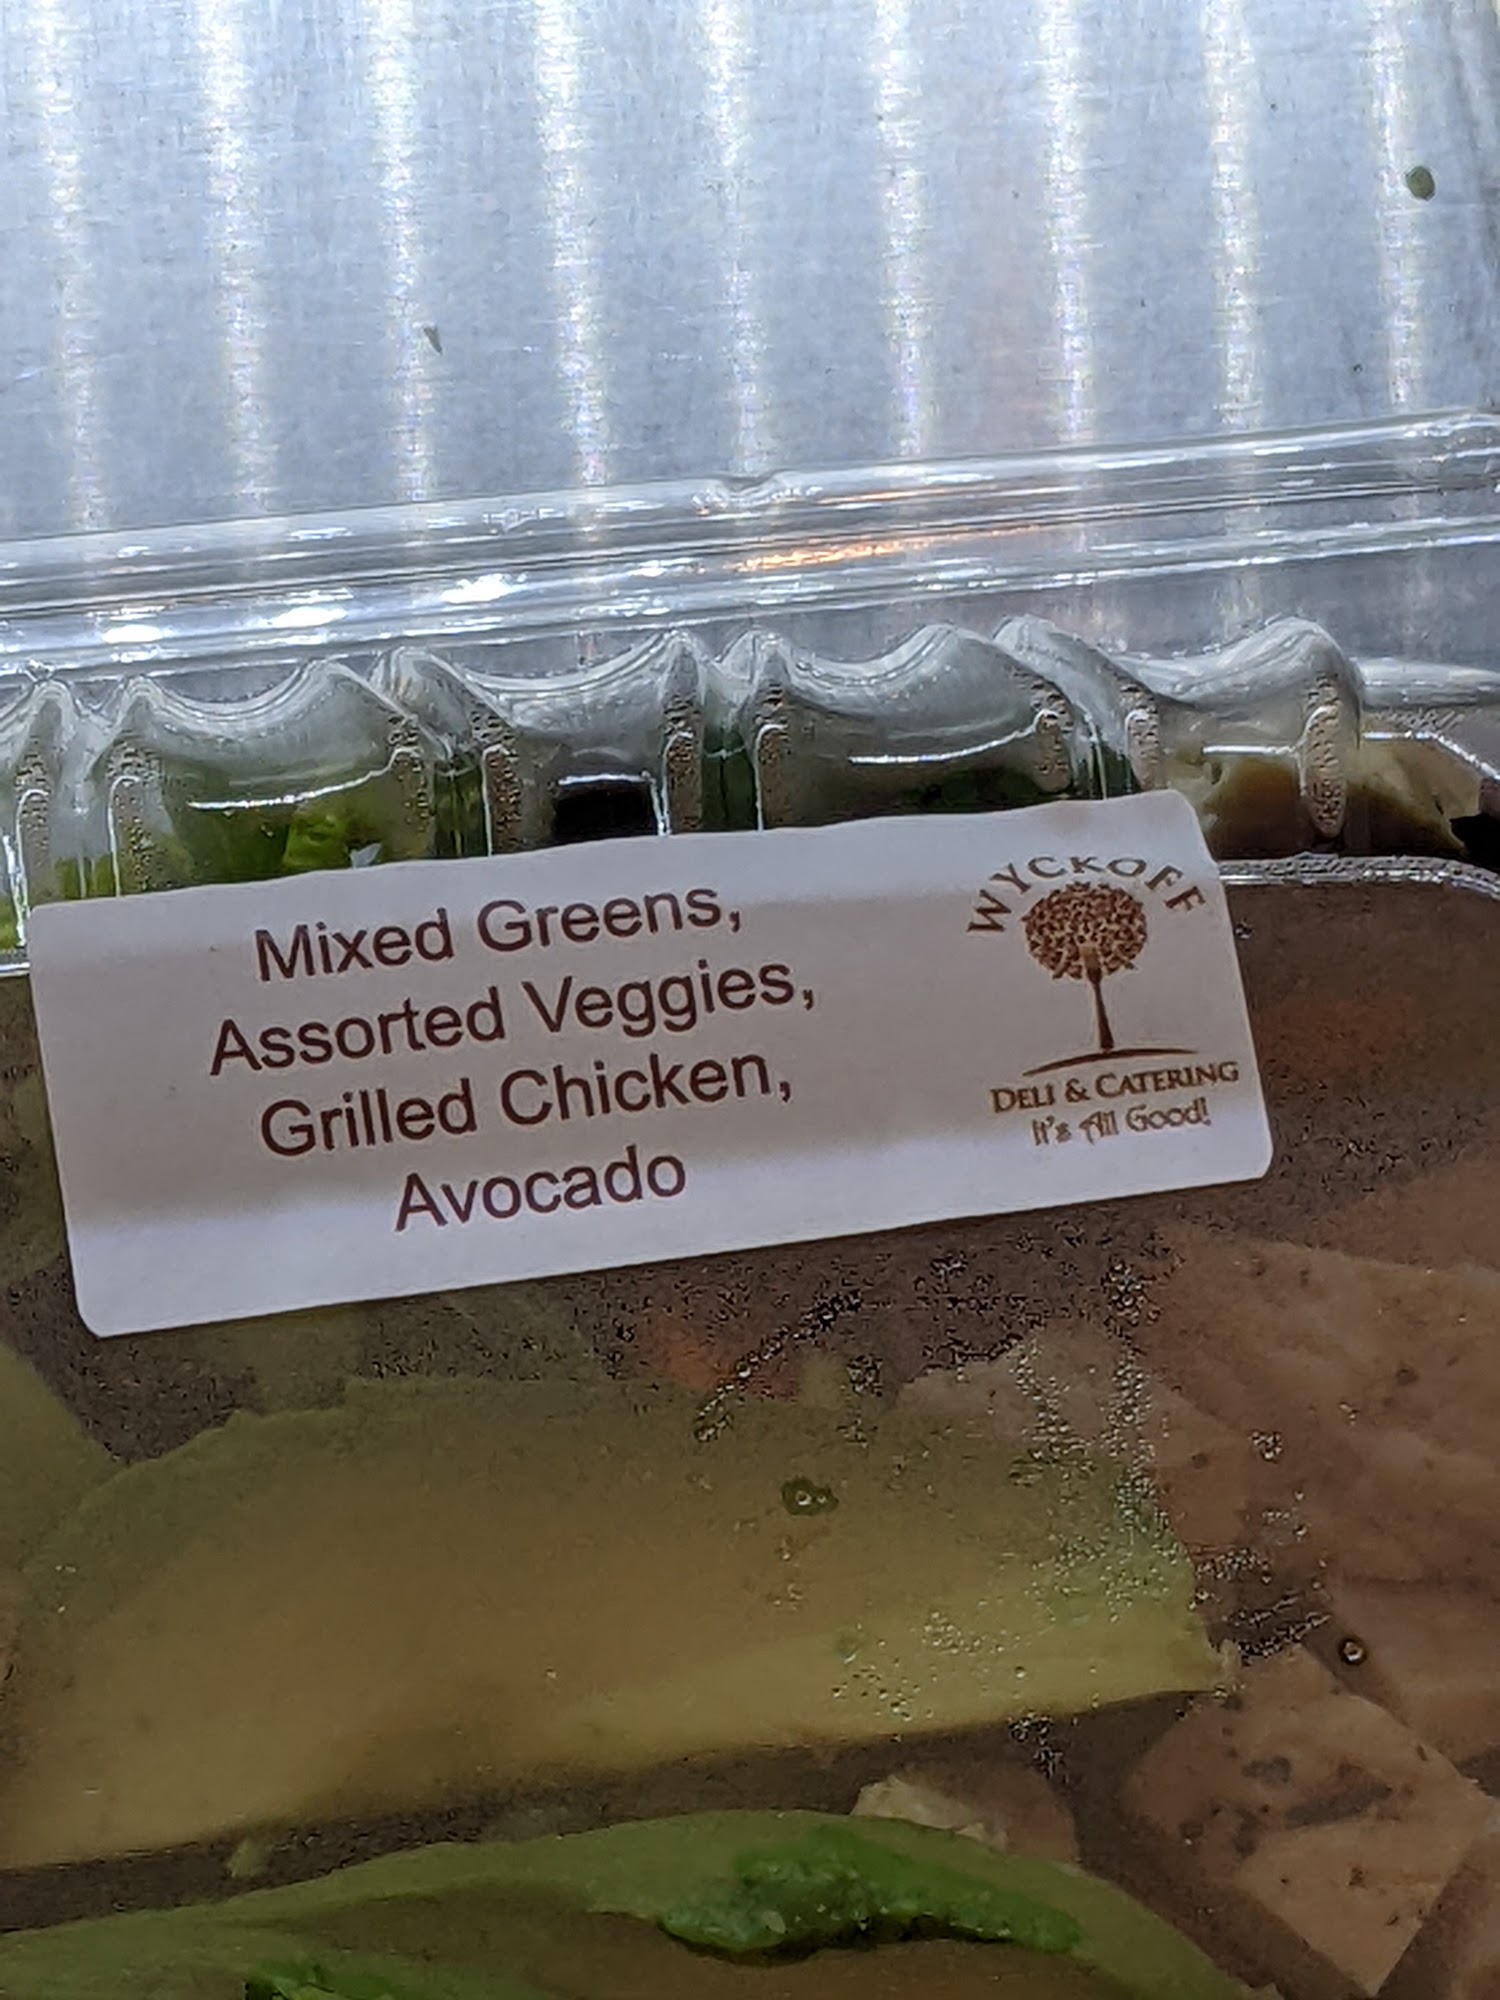 Mixed Greens,
Assorted Veggies,
Grilled Chicken,
Avocado
WYCKOFF
DELI & CATERING
It's All Good!